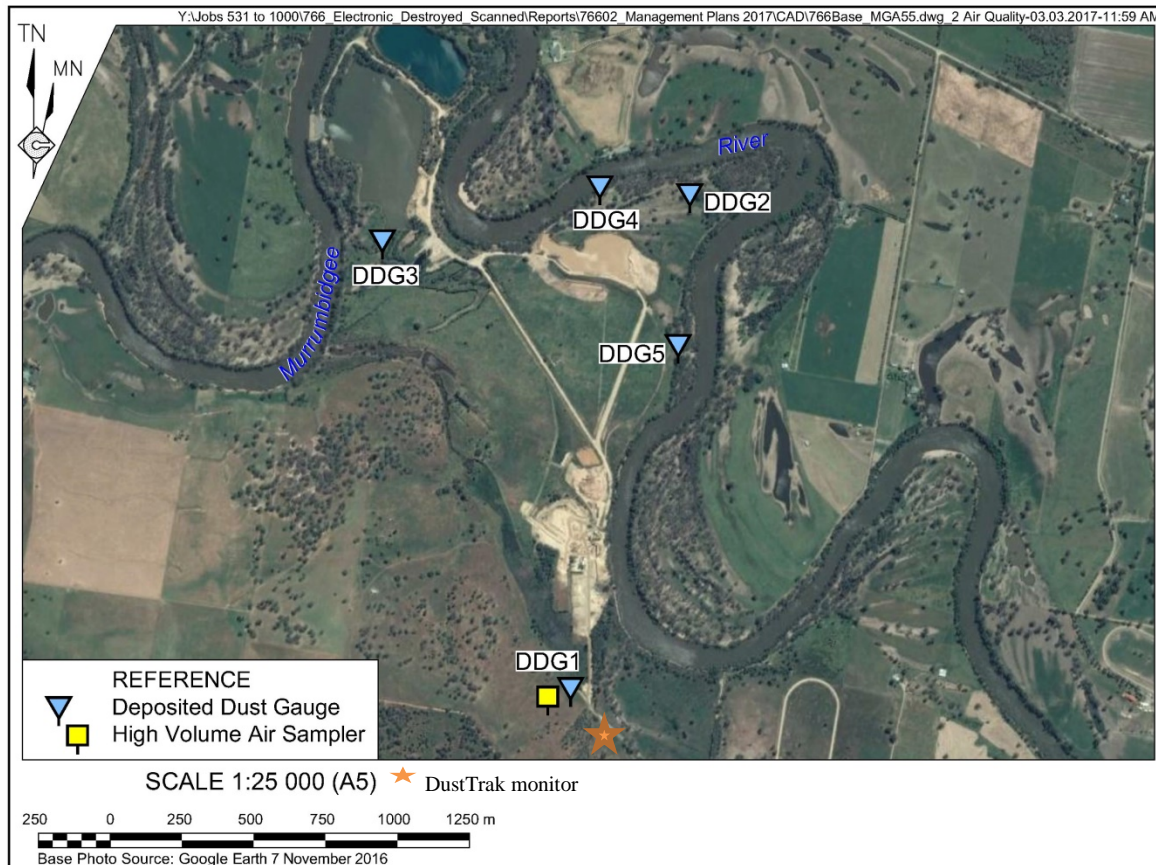 Y:\Jobs 531 to 1000\766_Electronic_Destroyed_Scanned\Reports\76602_Management Plans 2017\CAD\766Base_MGA55.dwg_2 Air Quality-03.03.2017-11:59 AM
TN
MN
River
DDG4
DDG2
DDG3
Murrumbidgee
DDG5
DDG1
REFERENCE
Deposited Dust Gauge
High Volume Air Sampler
SCALE 1:25 000 (A5)
DustTrak monitor
250 0 250 500 750 1000 1250 m
Base Photo Source: Google Earth 7 November 2016